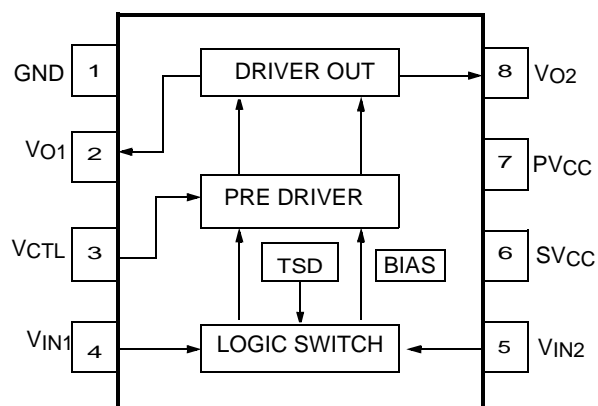 GND 1 DRIVER OUT 8 VO2
VO1 2 7 PVCC
PRE DRIVER
VCTL 3 6 SVCC
TSD BIAS
VIN1 4 LOGIC SWITCH 5 VIN2